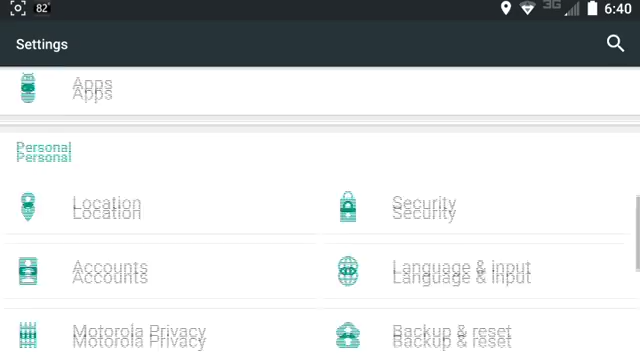 82°
3G
6:40
Settings
Apps
Personal
Location
Security
Accounts
Language & input
Motorola Privacy
Backup & reset